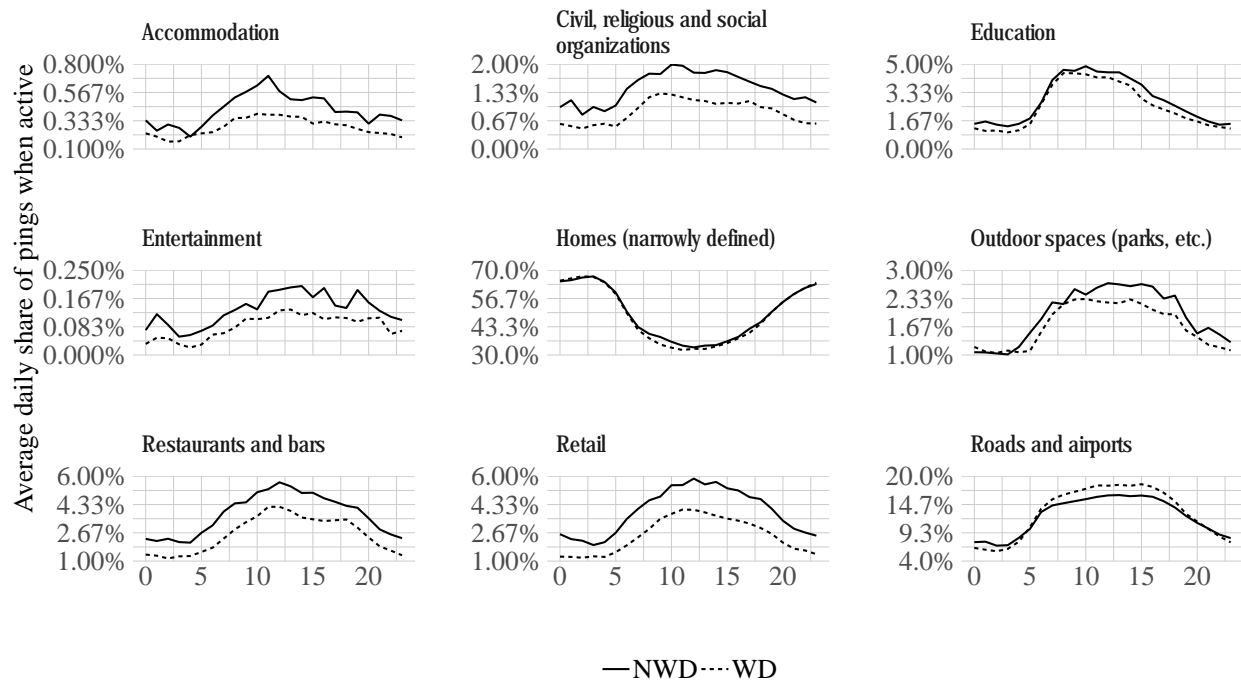 Average daily share of pings when active
Accommodation
0.800%
0.567%
0.333%
0.100%
Civil, religious and social
organizations
2.00%
1.33%
0.67%
0.00%
Education
5.00%
3.33%
1.67%
0.00%
Entertainment
0.250%
0.167%
0.083%
0.000%
Homes (narrowly defined)
70.0%
56.7%
43.3%
30.0%
Outdoor spaces (parks, etc.)
3.00%
2.33%
1.67%
1.00%
Restaurants and bars
6.00%
4.33%
2.67%
1.00%
0 5 10 15 20
Retail
6.00%
4.33%
2.67%
1.00%
0 5 10 15 20
Roads and airports
20.0%
14.7%
9.3%
4.0%
0 5 10 15 20
NWD WD